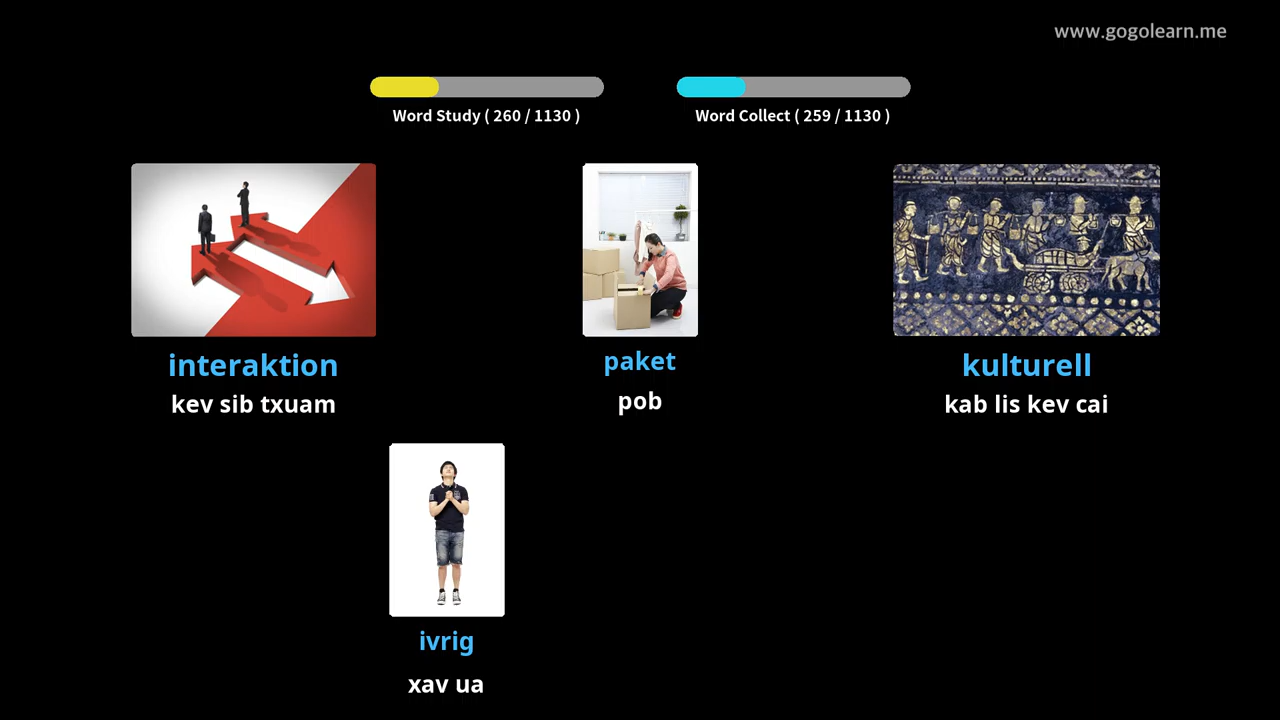 www.gogolearn.me
Word Study ( 260 / 1130 )
Word Collect ( 259 / 1130 )
interaktion
kev sib txuam
paket
pob
kulturell
kab lis kev cai
ivrig
xav ua